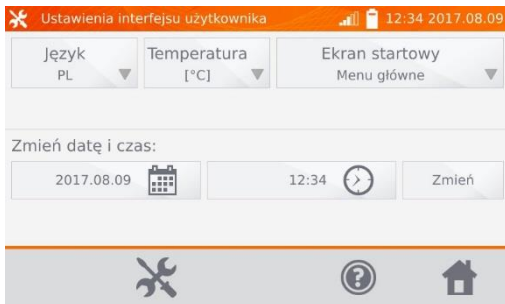 Ustawienia interfejsu użytkownika 12:34 2017.08.09
Język Temperatura Ekran startowy
PL [°C] Menu główne
Zmień datę i czas:
2017.08.09 12:34 Zmień
?